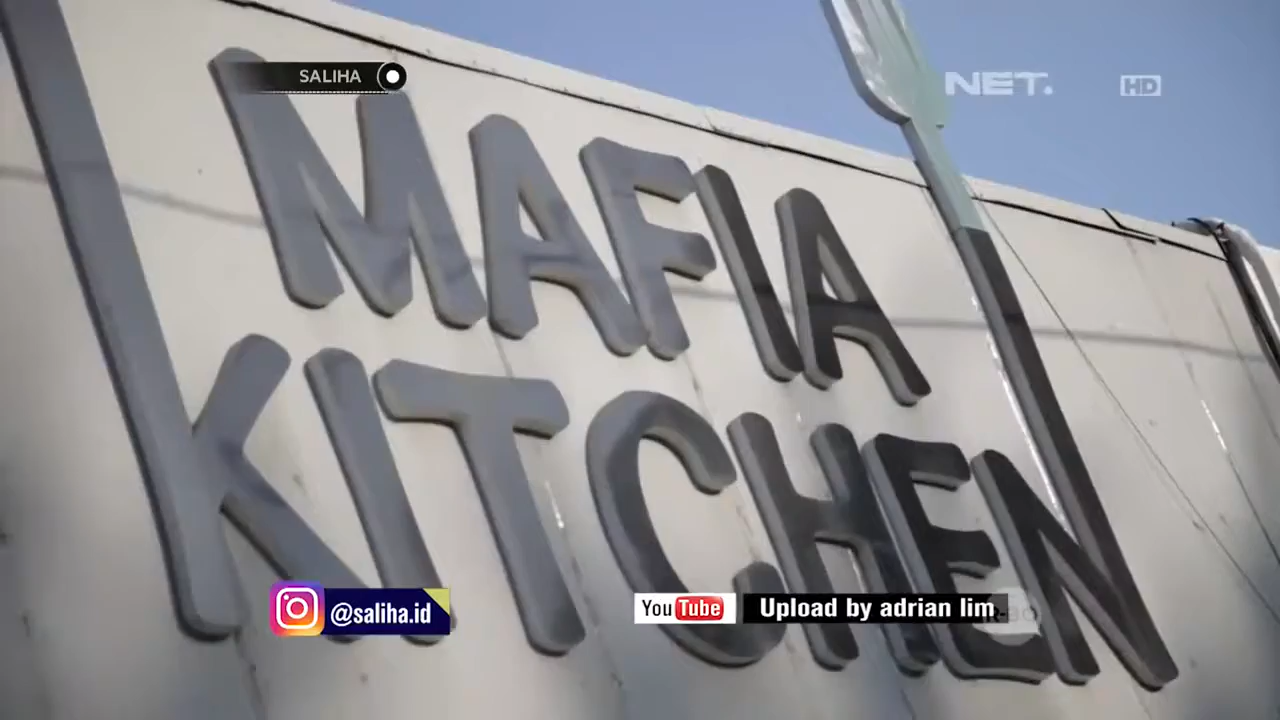 SALIHA
NET.
HD
MAFIA
KITCHEN
@saliha.id
YouTube
Upload by adrian lim